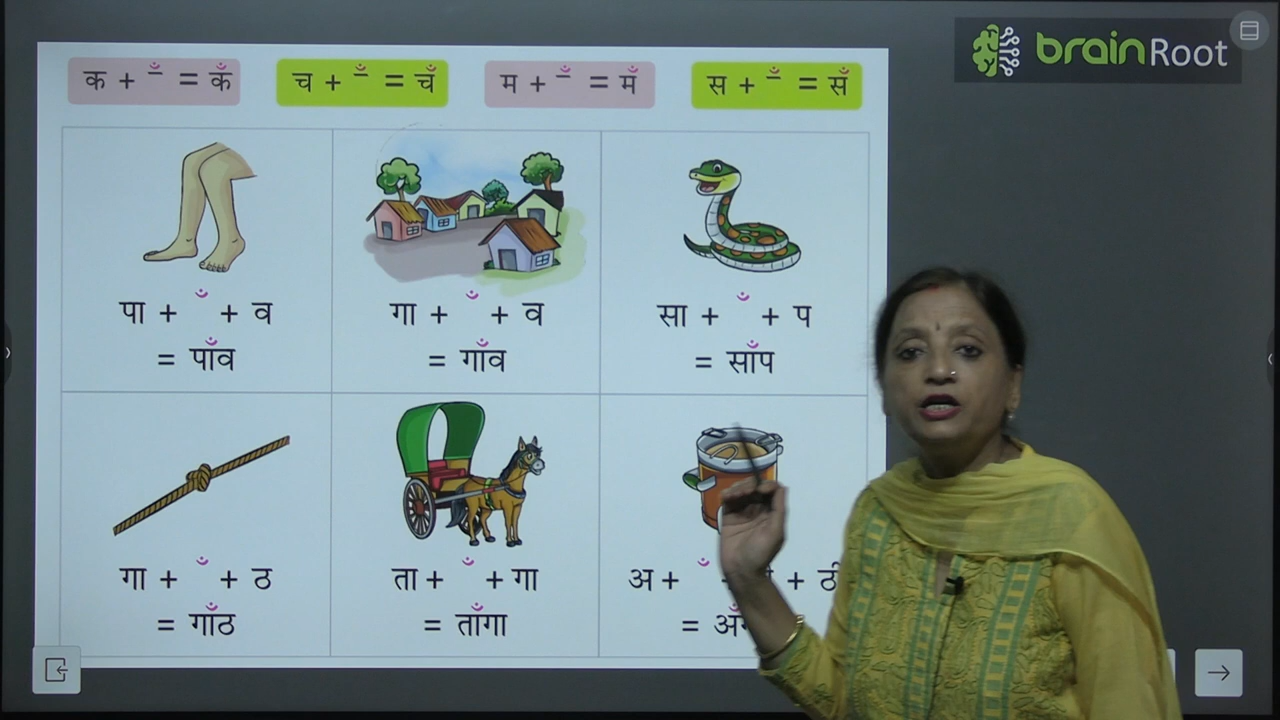 brainRoot
क + ँ = कँ
च + ँ = चँ
म + ँ = मँ
स + ँ = सँ
पा + ँ + व
= पाँव
गा + ँ + व
= गाँव
सा + ँ + प
= साँप
गा + ँ + ठ
= गाँठ
ता + ँ + गा
= ताँगा
अ + ँ + ठी
=